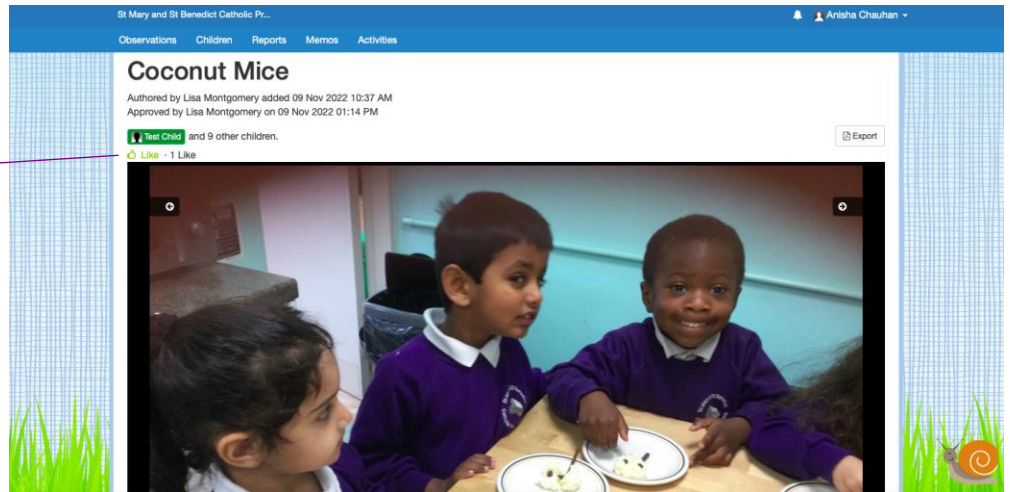 St Mary and St Benedict Catholic Pr...
Anisha Chauhan
Observations Children Reports Memos Activities
Coconut Mice
Authored by Lisa Montgomery added 09 Nov 2022 10:37 AM
Approved by Lisa Montgomery on 09 Nov 2022 01:14 PM
Test Child and 9 other children.
Export
Like · 1 Like